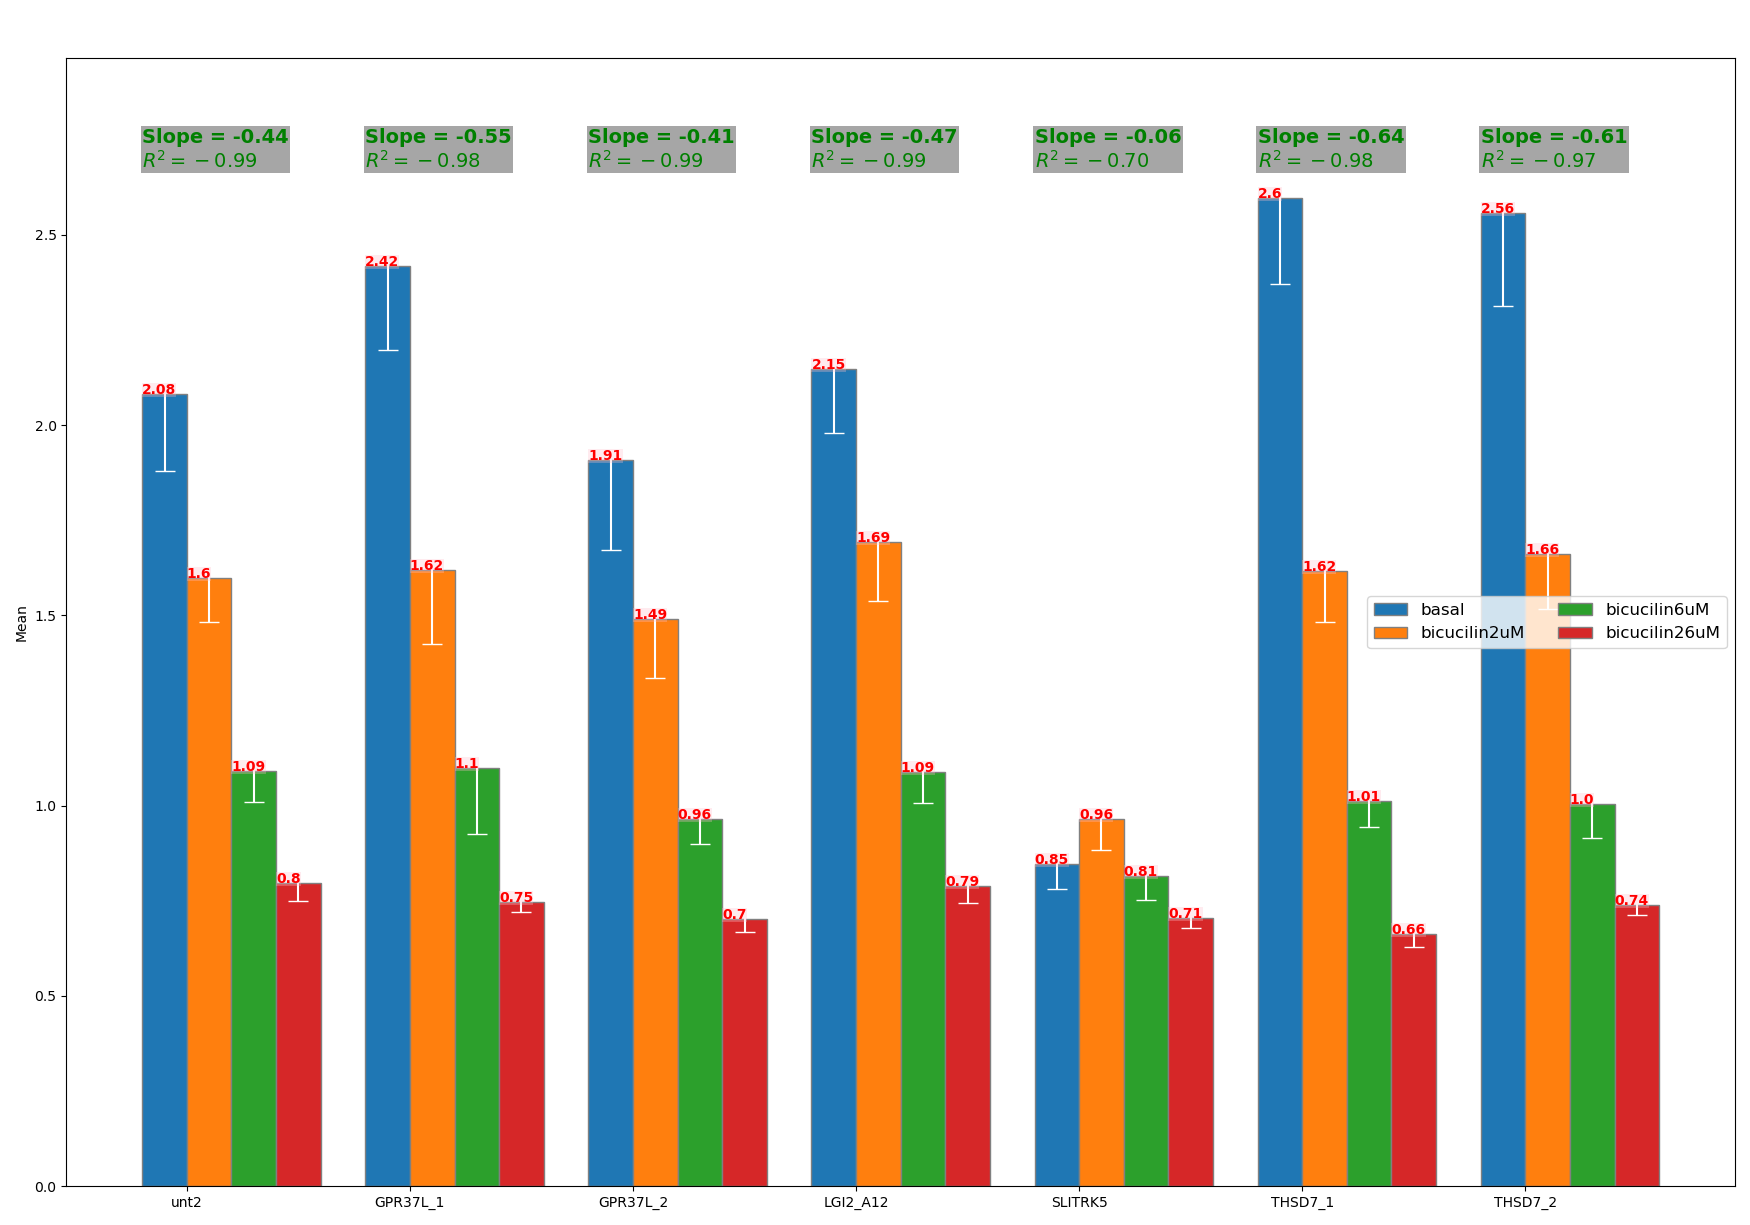 Slope = -0.44
R² = −0.99
Slope = -0.55
R² = −0.98
Slope = -0.41
R² = −0.99
Slope = -0.47
R² = −0.99
Slope = -0.06
R² = −0.70
Slope = -0.64
R² = −0.98
Slope = -0.61
R² = −0.97
2.08
1.6
1.09
0.8
2.42
1.62
1.1
0.75
1.91
1.49
0.96
0.7
2.15
1.69
1.09
0.79
0.85
0.96
0.81
0.71
2.6
1.62
1.01
0.66
2.56
1.66
1.0
0.74
basal
bicucilin2uM
bicucilin6uM
bicucilin26uM
Mean
2.5
2.0
1.5
1.0
0.5
0.0
unt2
GPR37L_1
GPR37L_2
LGI2_A12
SLITRK5
THSD7_1
THSD7_2